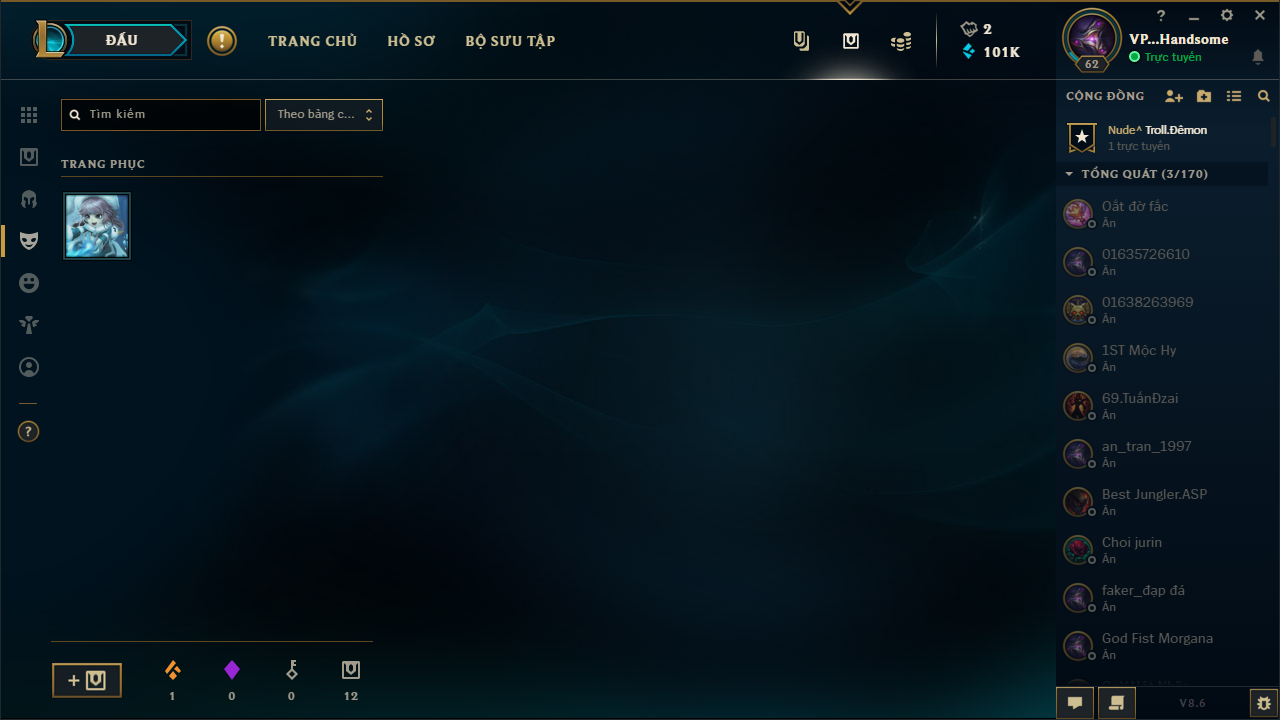 ĐẤU
!
TRANG CHỦ
HỒ SƠ
BỘ SƯU TẬP
2
101K
62
?
VP...Handsome
Trực tuyến
Tìm kiếm
Theo bảng c...
TRANG PHỤC
?
1
0
0
12
CỘNG ĐỒNG
Nude^ Troll.Đêmon
1 trực tuyến
TỔNG QUÁT (3/170)
Oắt đờ fắc
Ẩn
01635726610
Ẩn
01638263969
Ẩn
1ST Mộc Hy
Ẩn
69.TuấnĐzai
Ẩn
an_tran_1997
Ẩn
Best Jungler.ASP
Ẩn
Choi jurin
Ẩn
faker_đạp đá
Ẩn
God Fist Morgana
Ẩn
V8.6